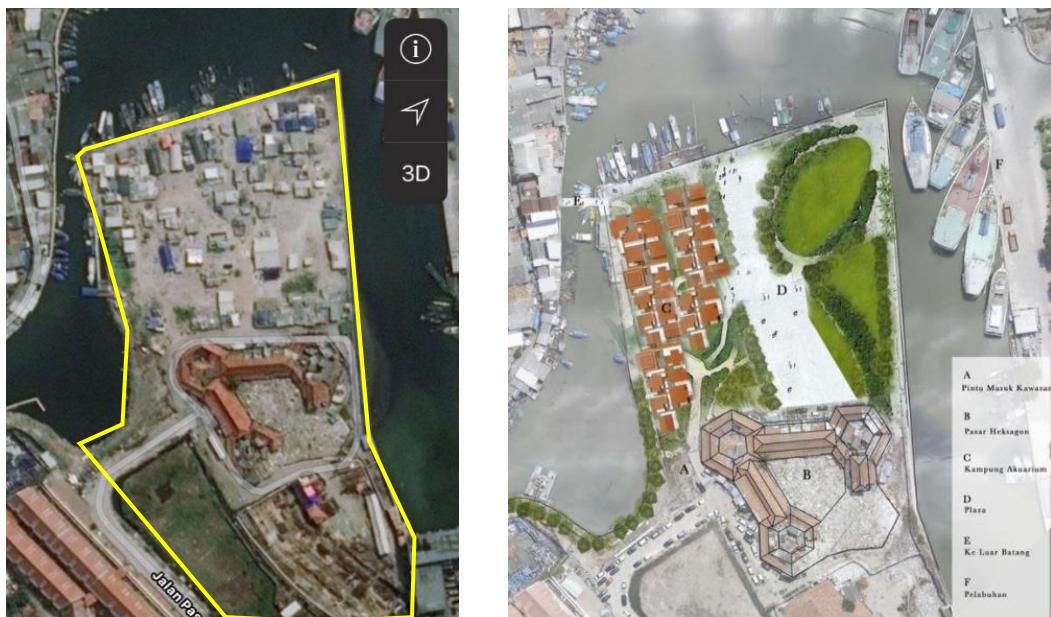 3D
Jalan Pas
E
F
D
C
A
B
A
Pintu Masuk Kawasan
B
Pasar Heksagon
C
Kampung Akuarium
D
Plaza
E
Ke Luar Batang
F
Pelabuhan